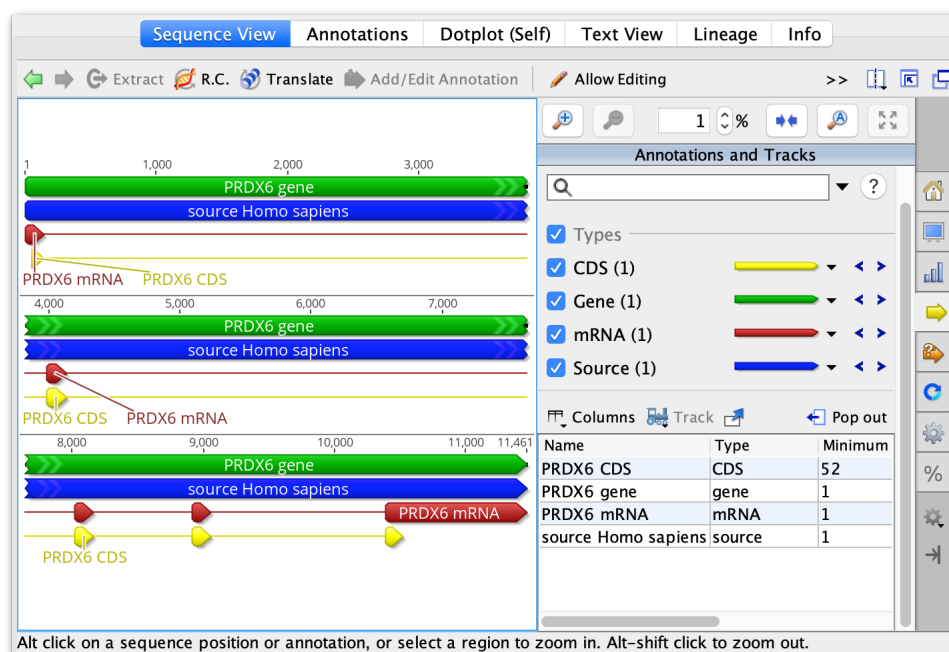 Sequence View Annotations Dotplot (Self) Text View Lineage Info
Extract R.C. Translate Add/Edit Annotation Allow Editing >>
1 %
Annotations and Tracks
1 1,000 2,000 3,000
PRDX6 gene
source Homo sapiens
PRDX6 mRNA PRDX6 CDS
4,000 5,000 6,000 7,000
PRDX6 gene
source Homo sapiens
PRDX6 CDS PRDX6 mRNA
8,000 9,000 10,000 11,000 11,461
PRDX6 gene
source Homo sapiens
PRDX6 mRNA
PRDX6 CDS
?
Types
CDS (1)
Gene (1)
mRNA (1)
Source (1)
Columns Track Pop out
Name Type Minimum
PRDX6 CDS CDS 52
PRDX6 gene gene 1
PRDX6 mRNA mRNA 1
source Homo sapiens source 1
%
Alt click on a sequence position or annotation, or select a region to zoom in. Alt-shift click to zoom out.